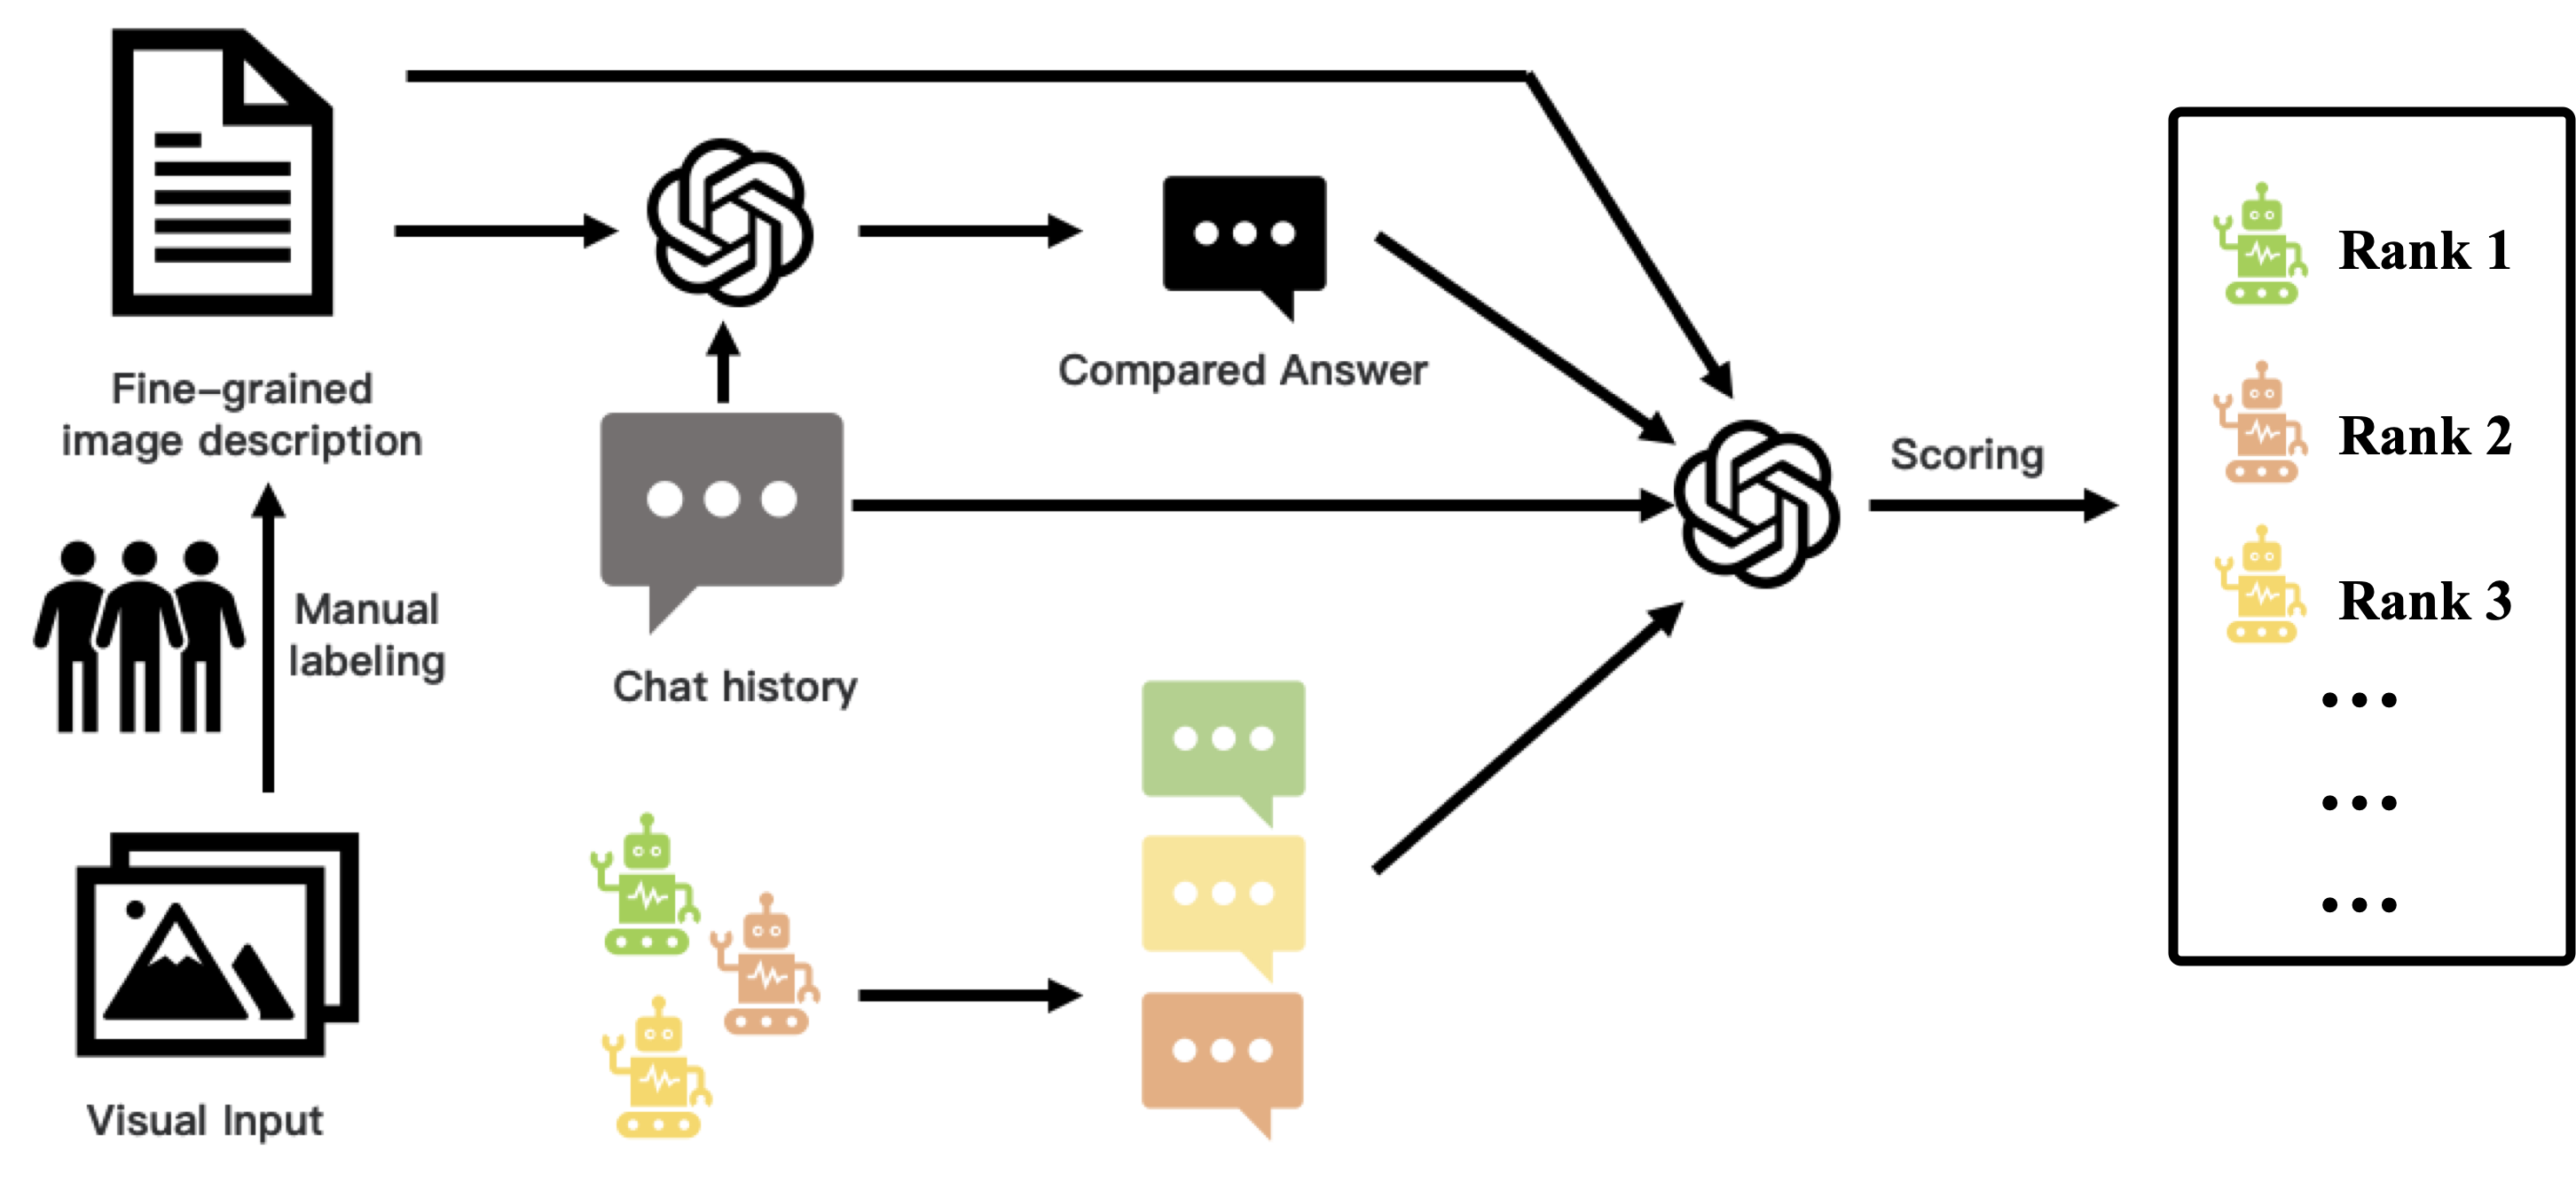 Fine-grained
image description
Manual
labeling
Visual Input
Chat history
Compared Answer
Scoring
Rank 1
Rank 2
Rank 3
...
...
...